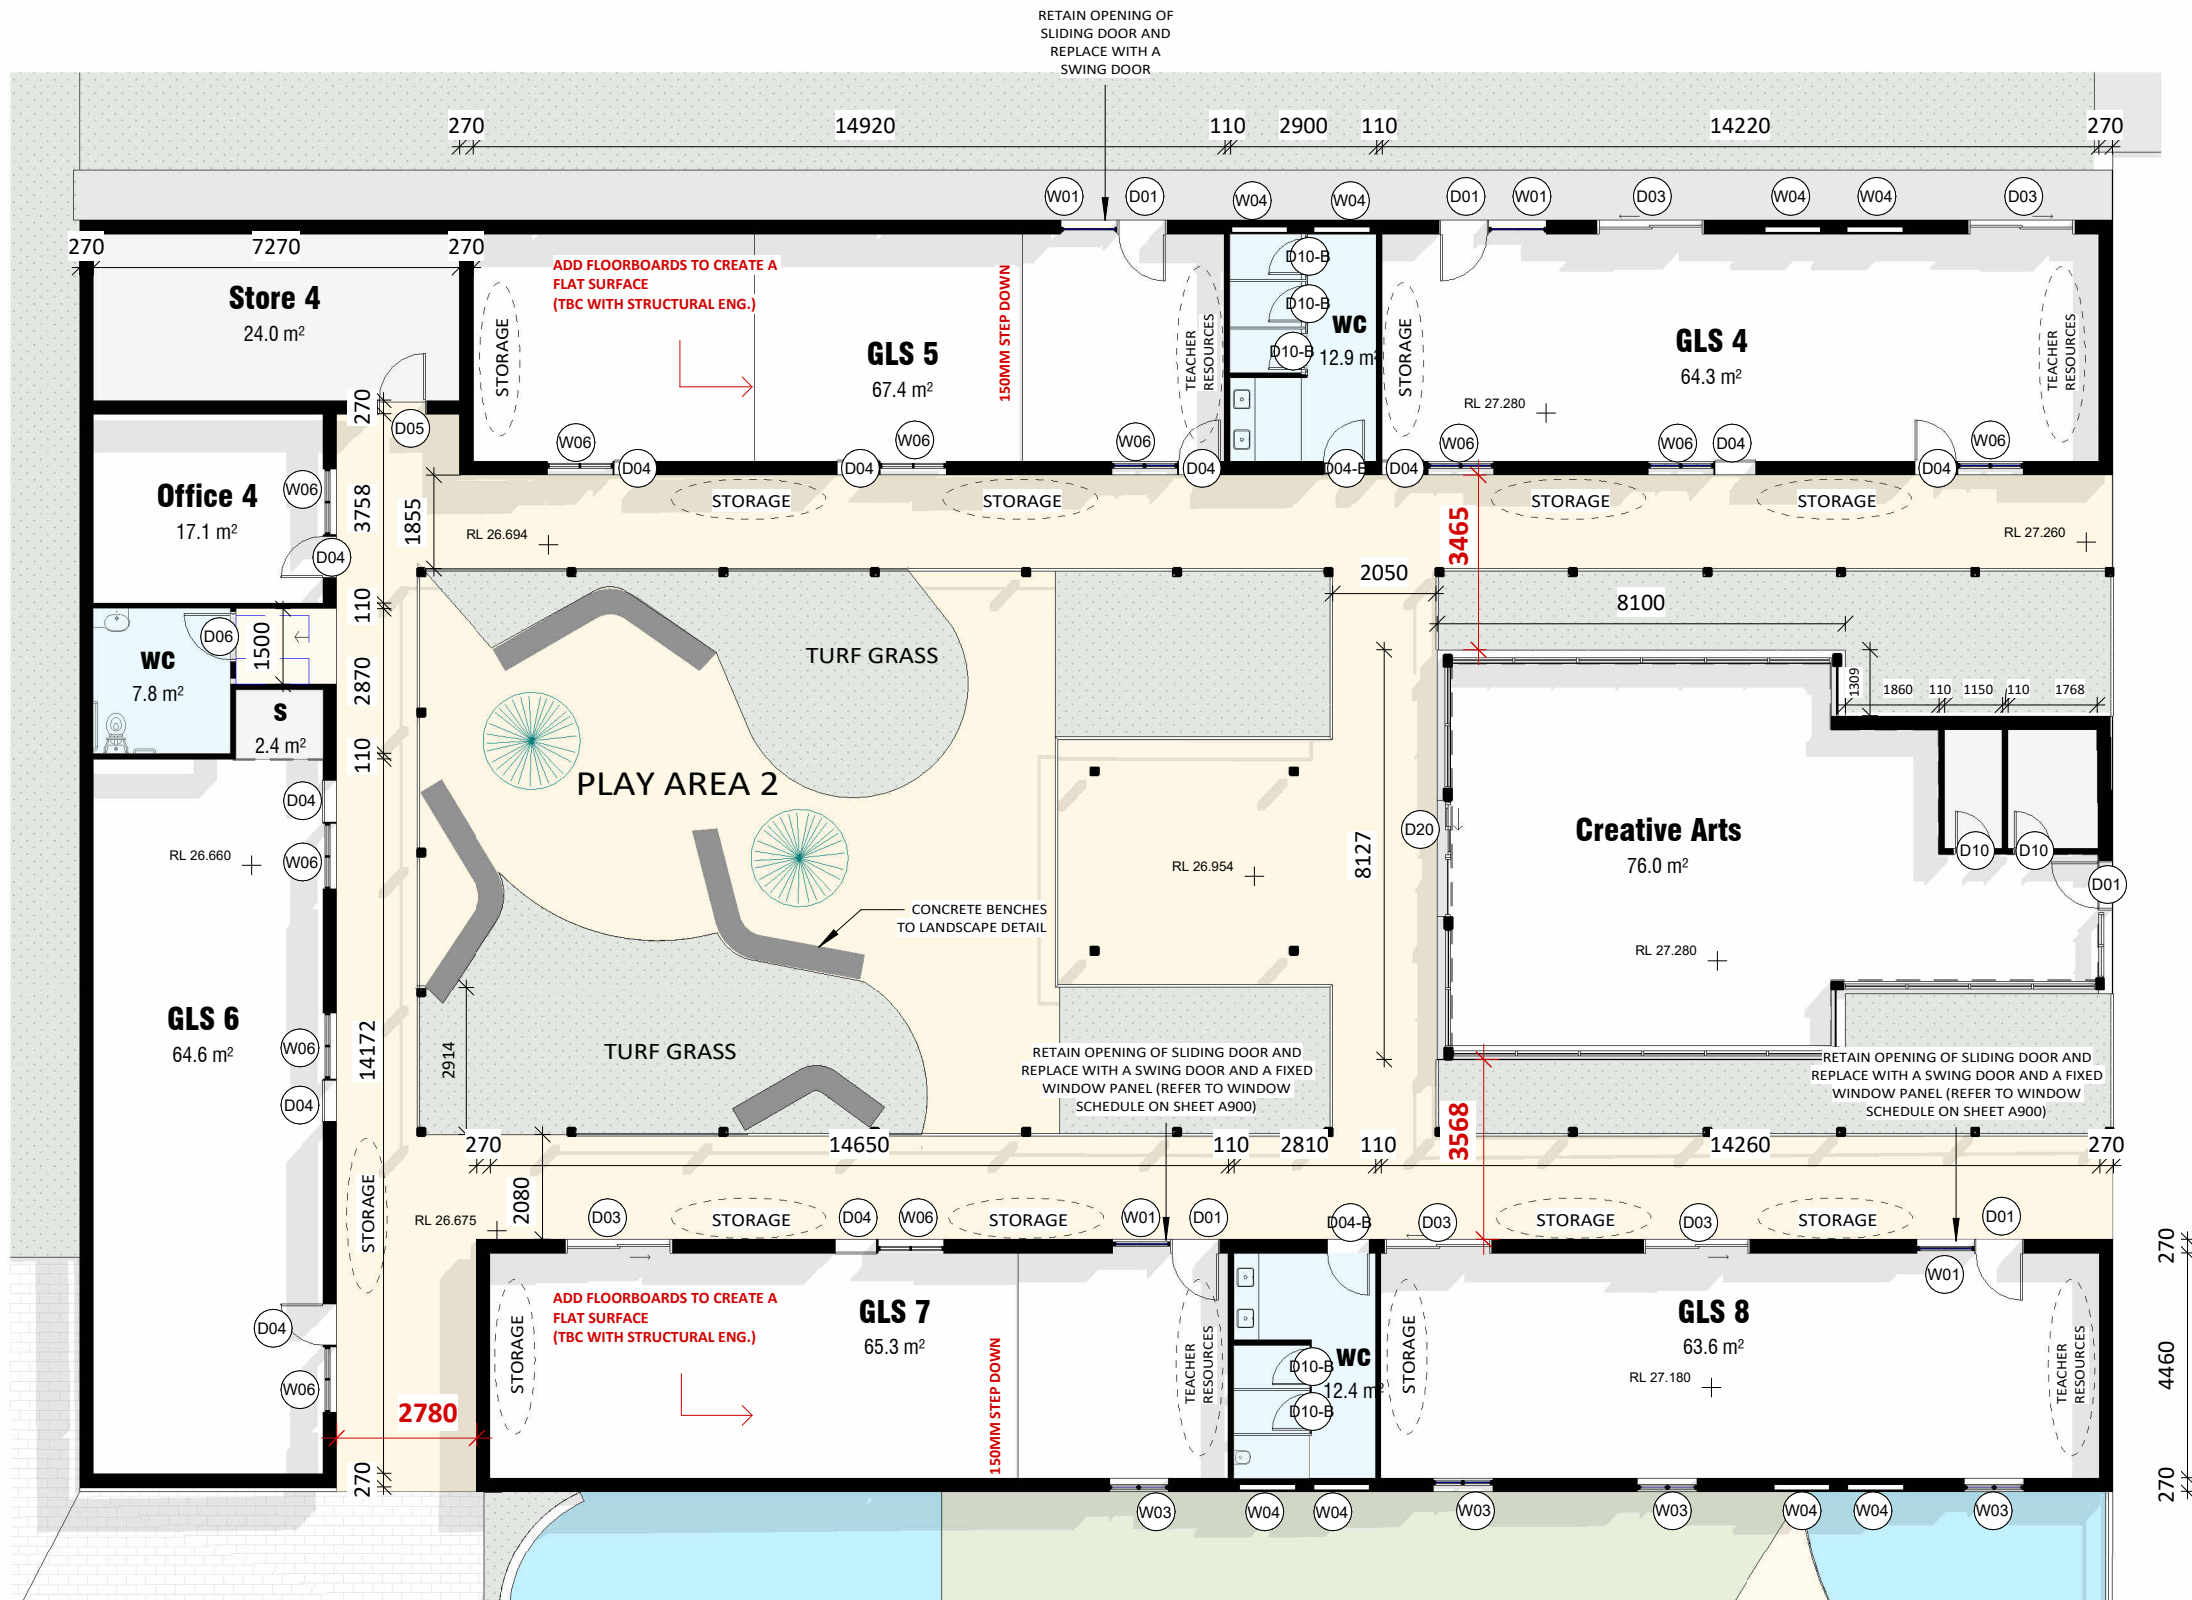 RETAIN OPENING OF
SLIDING DOOR AND
REPLACE WITH A
SWING DOOR
270
14920
110
2900
110
14220
270
W01
D01
W04
W04
D01
W01
D03
W04
W04
D03
270
7270
270
Store 4
24.0 m²
ADD FLOORBOARDS TO CREATE A
FLAT SURFACE
(TBC WITH STRUCTURAL ENG.)
STORAGE
GLS 5
67.4 m²
150MM STEP DOWN
TEACHER
RESOURCES
D10-B
D10-B
D10-B
WC
12.9 m²
STORAGE
GLS 4
64.3 m²
RL 27.280
TEACHER
RESOURCES
270
D05
W06
D04
D04
W06
W06
D04
D04-B
D04
W06
W06
D04
D04
W06
Office 4
17.1 m²
W06
D04
3758
1855
STORAGE
STORAGE
STORAGE
STORAGE
RL 26.694
3465
RL 27.260
2050
8100
110
1500
D06
WC
7.8 m²
2870
S
2.4 m²
110
TURF GRASS
1309
1860
110
1150
110
1768
PLAY AREA 2
D04
RL 26.660
W06
RL 26.954
8127
D20
Creative Arts
76.0 m²
D10
D10
D01
CONCRETE BENCHES
TO LANDSCAPE DETAIL
RL 27.280
GLS 6
64.6 m²
W06
14172
2914
TURF GRASS
D04
RETAIN OPENING OF SLIDING DOOR AND
REPLACE WITH A SWING DOOR AND A FIXED
WINDOW PANEL (REFER TO WINDOW
SCHEDULE ON SHEET A900)
RETAIN OPENING OF SLIDING DOOR AND
REPLACE WITH A SWING DOOR AND A FIXED
WINDOW PANEL (REFER TO WINDOW
SCHEDULE ON SHEET A900)
270
14650
110
2810
110
3568
14260
270
STORAGE
RL 26.675
2080
D03
STORAGE
D04
W06
STORAGE
W01
D01
D04-B
D03
STORAGE
D03
STORAGE
D01
W01
270
4460
270
D04
W06
2780
270
STORAGE
ADD FLOORBOARDS TO CREATE A
FLAT SURFACE
(TBC WITH STRUCTURAL ENG.)
GLS 7
65.3 m²
150MM STEP DOWN
TEACHER
RESOURCES
D10-B
D10-B
WC
12.4 m²
STORAGE
GLS 8
63.6 m²
RL 27.180
TEACHER
RESOURCES
W03
W04
W04
W03
W03
W04
W04
W03